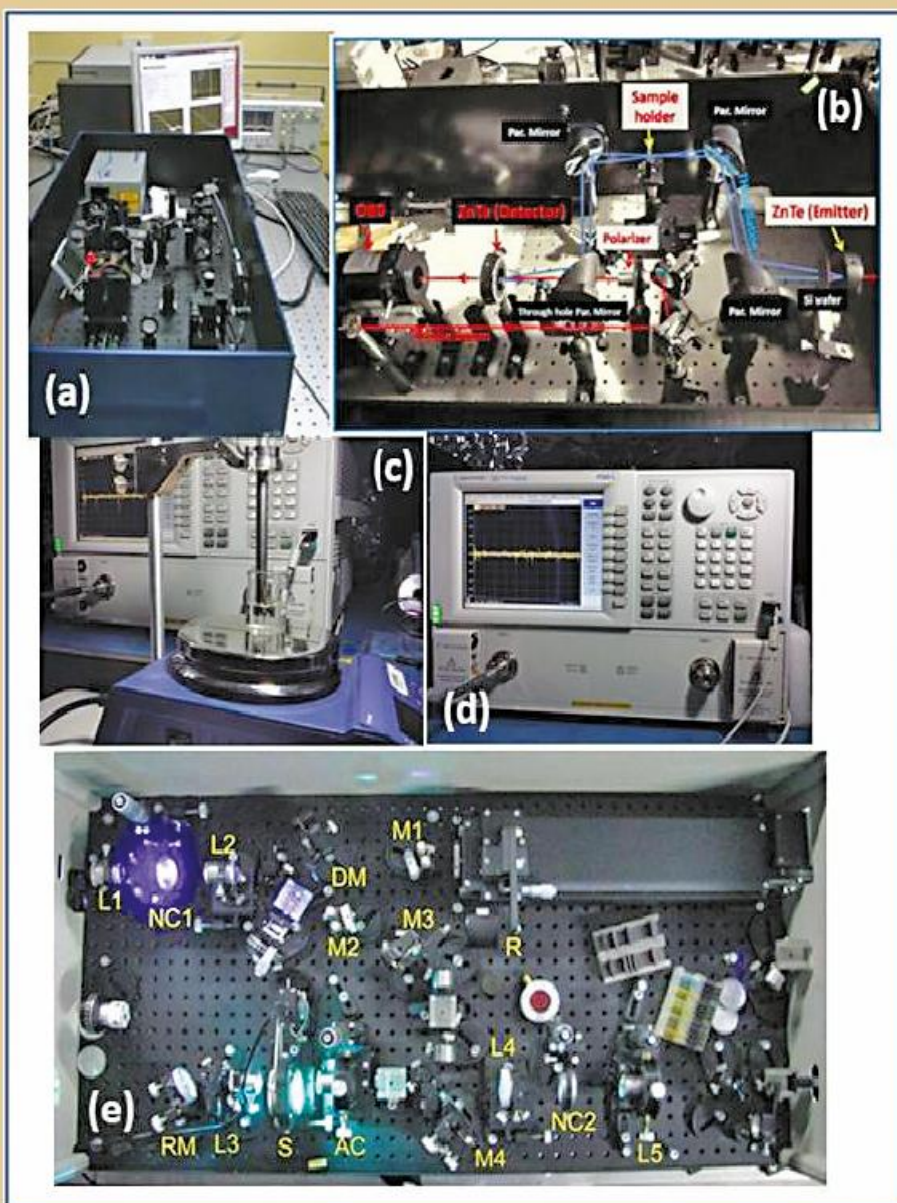 (a)
(b)
Par. Mirror
Sample
holder
Par. Mirror
ZnTe (Detector)
Polarizer
ZnTe (Emitter)
Si wafer
Through hole Par. Mirror
Par. Mirror
(c)
(d)
L1
NC1
L2
DM
M1
M2
M3
R
L4
NC2
(e)
RM
L3
S
AC
M4
L5